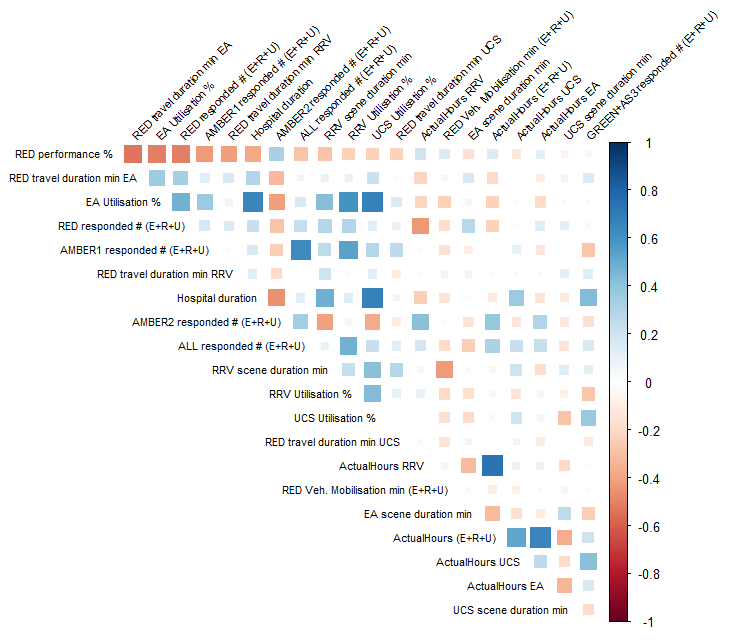 RED travel duration min EA
EA Utilisation %
RED responded # (E+R+U)
AMBER1 responded # (E+R+U)
RED travel duration min RRV
Hospital duration
AMBER2 responded # (E+R+U)
ALL responded # (E+R+U)
RRV scene duration min
RRV Utilisation %
UCS Utilisation %
RED travel duration min UCS
ActualHours RRV
RED Veh. Mobilisation min (E+R+U)
EA scene duration min
ActualHours (E+R+U)
ActualHours UCS
ActualHours EA
UCS scene duration min
GREEN+AS3 responded # (E+R+U)
RED performance %
RED travel duration min EA
EA Utilisation %
RED responded # (E+R+U)
AMBER1 responded # (E+R+U)
RED travel duration min RRV
Hospital duration
AMBER2 responded # (E+R+U)
ALL responded # (E+R+U)
RRV scene duration min
RRV Utilisation %
UCS Utilisation %
RED travel duration min UCS
ActualHours RRV
RED Veh. Mobilisation min (E+R+U)
EA scene duration min
ActualHours (E+R+U)
ActualHours UCS
ActualHours EA
UCS scene duration min
1
0.8
0.6
0.4
0.2
0
-0.2
-0.4
-0.6
-0.8
-1